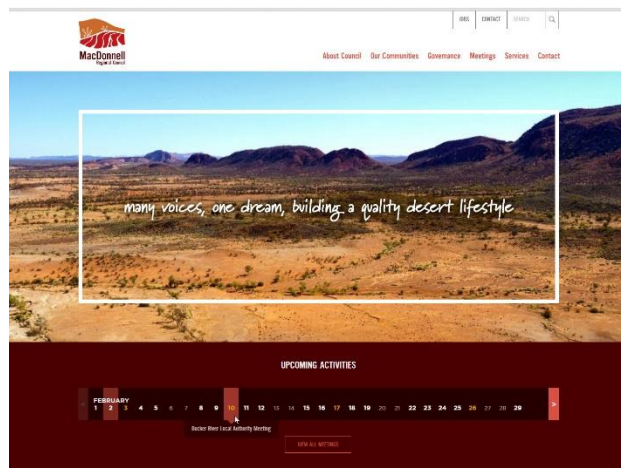 JOBS CONTACT SEARCH
MacDonnell
Regional Council
About Council Our Communities Governance Meetings Services Contact
many voices, one dream, building a quality desert lifestyle
UPCOMING ACTIVITIES
FEBRUARY
1 2 3 4 5 6 7 8 9 10 11 12 13 14 15 16 17 18 19 20 21 22 23 24 25 26 27 28 29 >
Docker River Local Authority Meeting
VIEW ALL MEETINGS